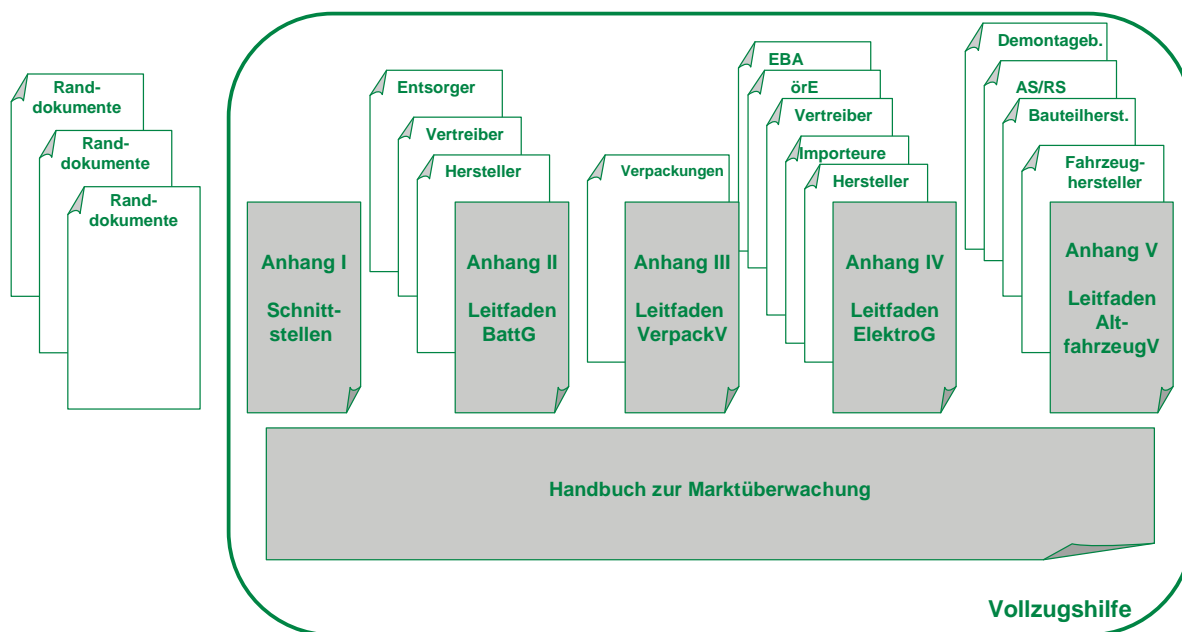 Rand-
dokumente
Rand-
dokumente
Rand-
dokumente
Anhang I
Schnitt-
stellen
Entsorger
Vertreiber
Hersteller
Anhang II
Leitfaden
BattG
Verpackungen
Anhang III
Leitfaden
VerpackV
EBA
örE
Vertreiber
Importeure
Hersteller
Anhang IV
Leitfaden
ElektroG
Demontageb.
AS/RS
Bauteilherst.
Fahrzeug-
hersteller
Anhang V
Leitfaden
Alt-
fahrzeugV
Handbuch zur Marktüberwachung
Vollzugshilfe